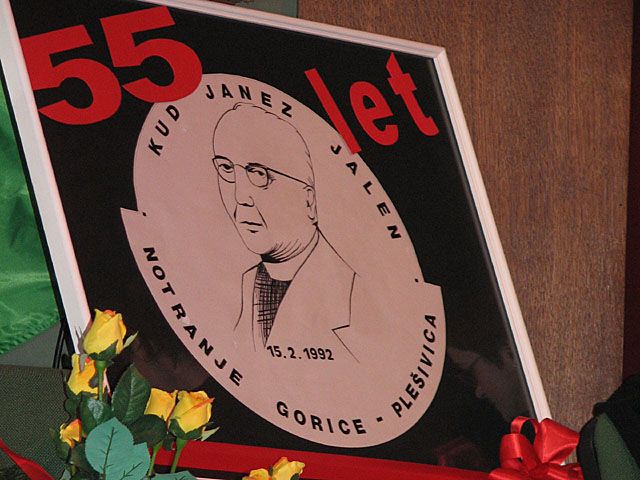 55 let
KUD JANEZ JALEN
15.2.1992
NOTRANJE GORICE - PLEŠIVICA